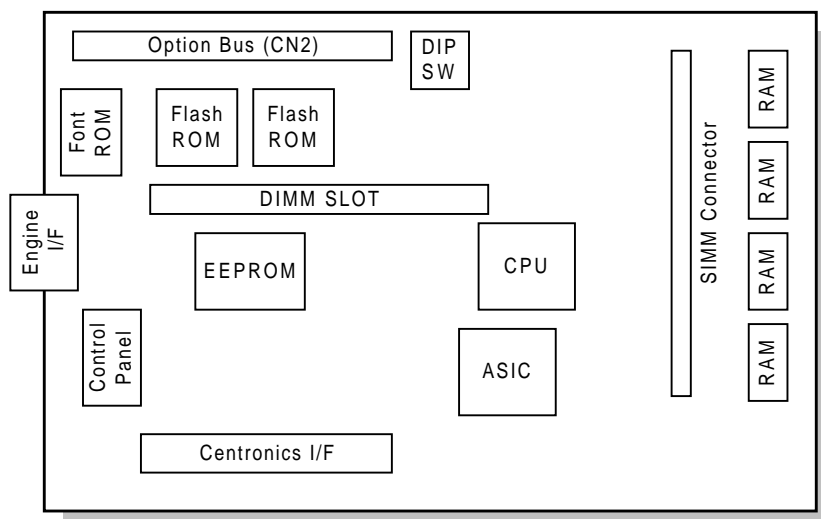 Option Bus (CN2)
DIP
SW
Font
ROM
Flash
ROM
Flash
ROM
DIMM SLOT
Engine
I/F
EEPROM
CPU
Control
Panel
ASIC
Centronics I/F
SIMM Connector
RAM
RAM
RAM
RAM